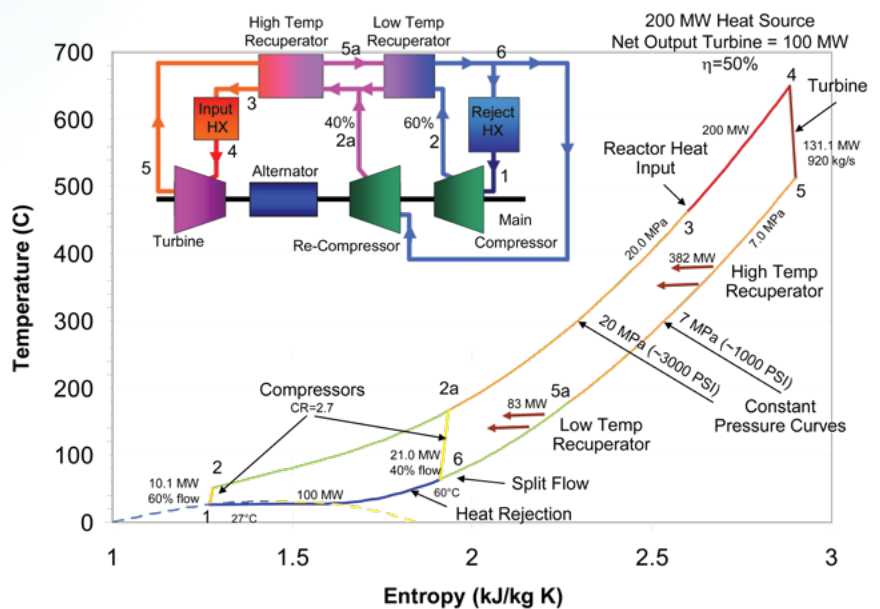 High Temp
Recuperator
5a
Low Temp
Recuperator
6
3
Input
HX
4
5
40%
2a
60%
2
Reject
HX
1
Alternator
Turbine
Re-Compressor
Main
Compressor
200 MW Heat Source
Net Output Turbine = 100 MW
η=50%
4
Turbine
200 MW
131.1 MW
920 kg/s
Reactor Heat
Input
5
3
20.0 MPa
7.0 MPa
382 MW
High Temp
Recuperator
20 MPa (~3000 PSI)
7 MPa (~1000 PSI)
Constant
Pressure Curves
Compressors
CR=2.7
2a
5a
83 MW
Low Temp
Recuperator
21.0 MW
40% flow
6
60°C
Split Flow
Heat Rejection
2
10.1 MW
60% flow
100 MW
1
27°C
Temperature (C)
700
600
500
400
300
200
100
0
1
1.5
2
2.5
3
Entropy (kJ/kg K)